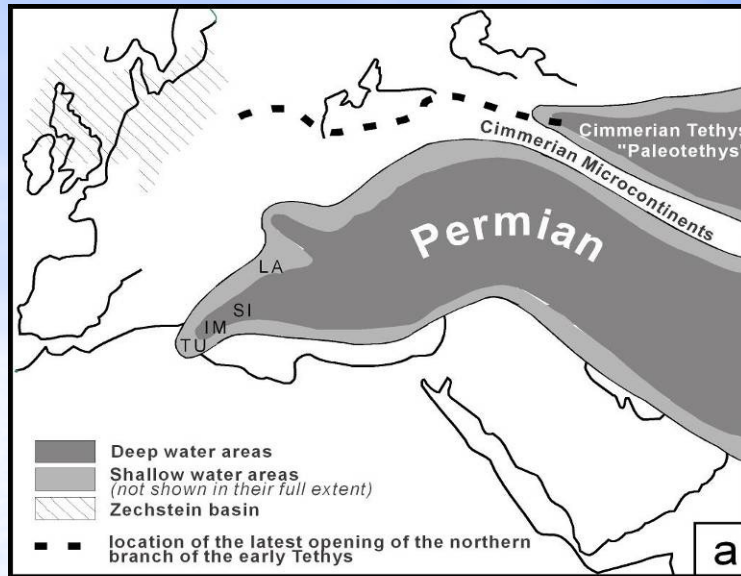 Cimmerian Tethys
"Paleotethys"
Cimmerian Microcontinents
Permian
LA
SI
IM
TU
Deep water areas
Shallow water areas
(not shown in their full extent)
Zechstein basin
location of the latest opening of the northern
branch of the early Tethys
a